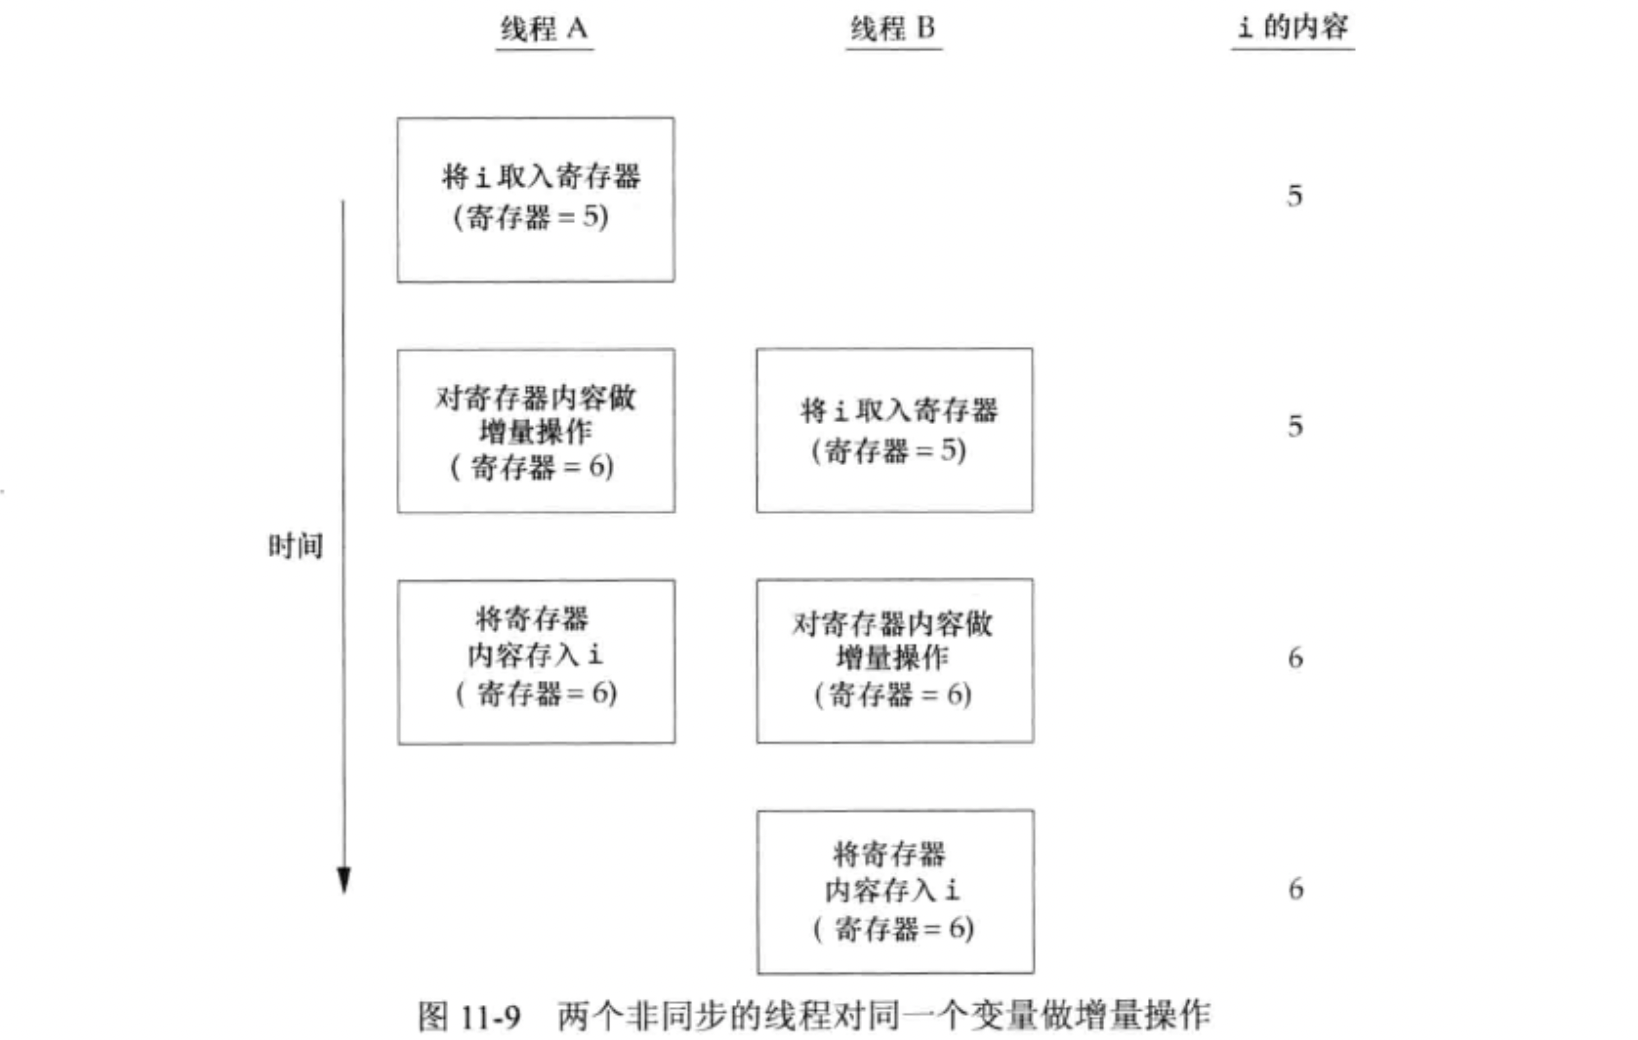 线程 A
线程 B
i 的内容
将 i 取入寄存器
(寄存器 = 5)
5
对寄存器内容做
增量操作
( 寄存器 = 6)
将 i 取入寄存器
(寄存器 = 5)
5
时间
将寄存器
内容存入 i
( 寄存器 = 6)
对寄存器内容做
增量操作
(寄存器 = 6)
6
将寄存器
内容存入 i
( 寄存器 = 6)
6
图 11-9 两个非同步的线程对同一个变量做增量操作